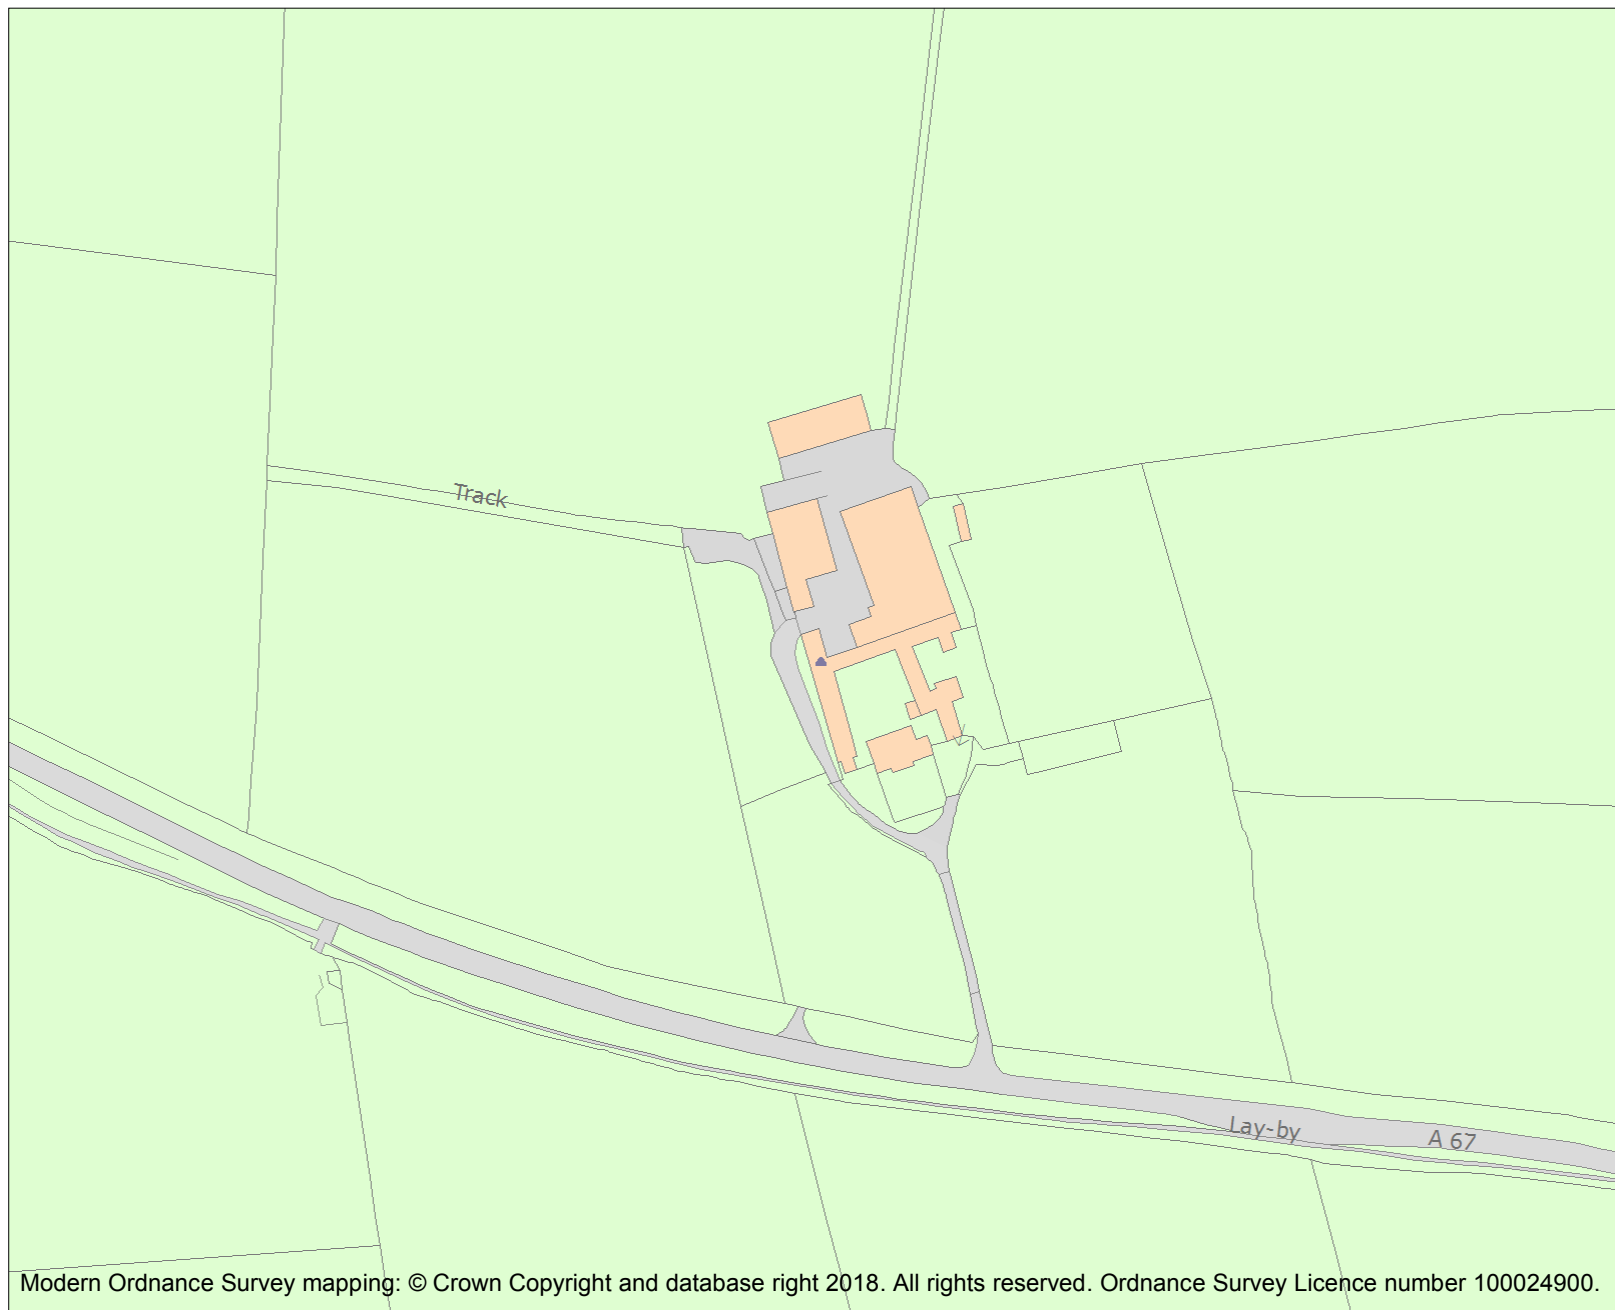 Track
Lay-by
A 67
Modern Ordnance Survey mapping: © Crown Copyright and database right 2018. All rights reserved. Ordnance Survey Licence number 100024900.